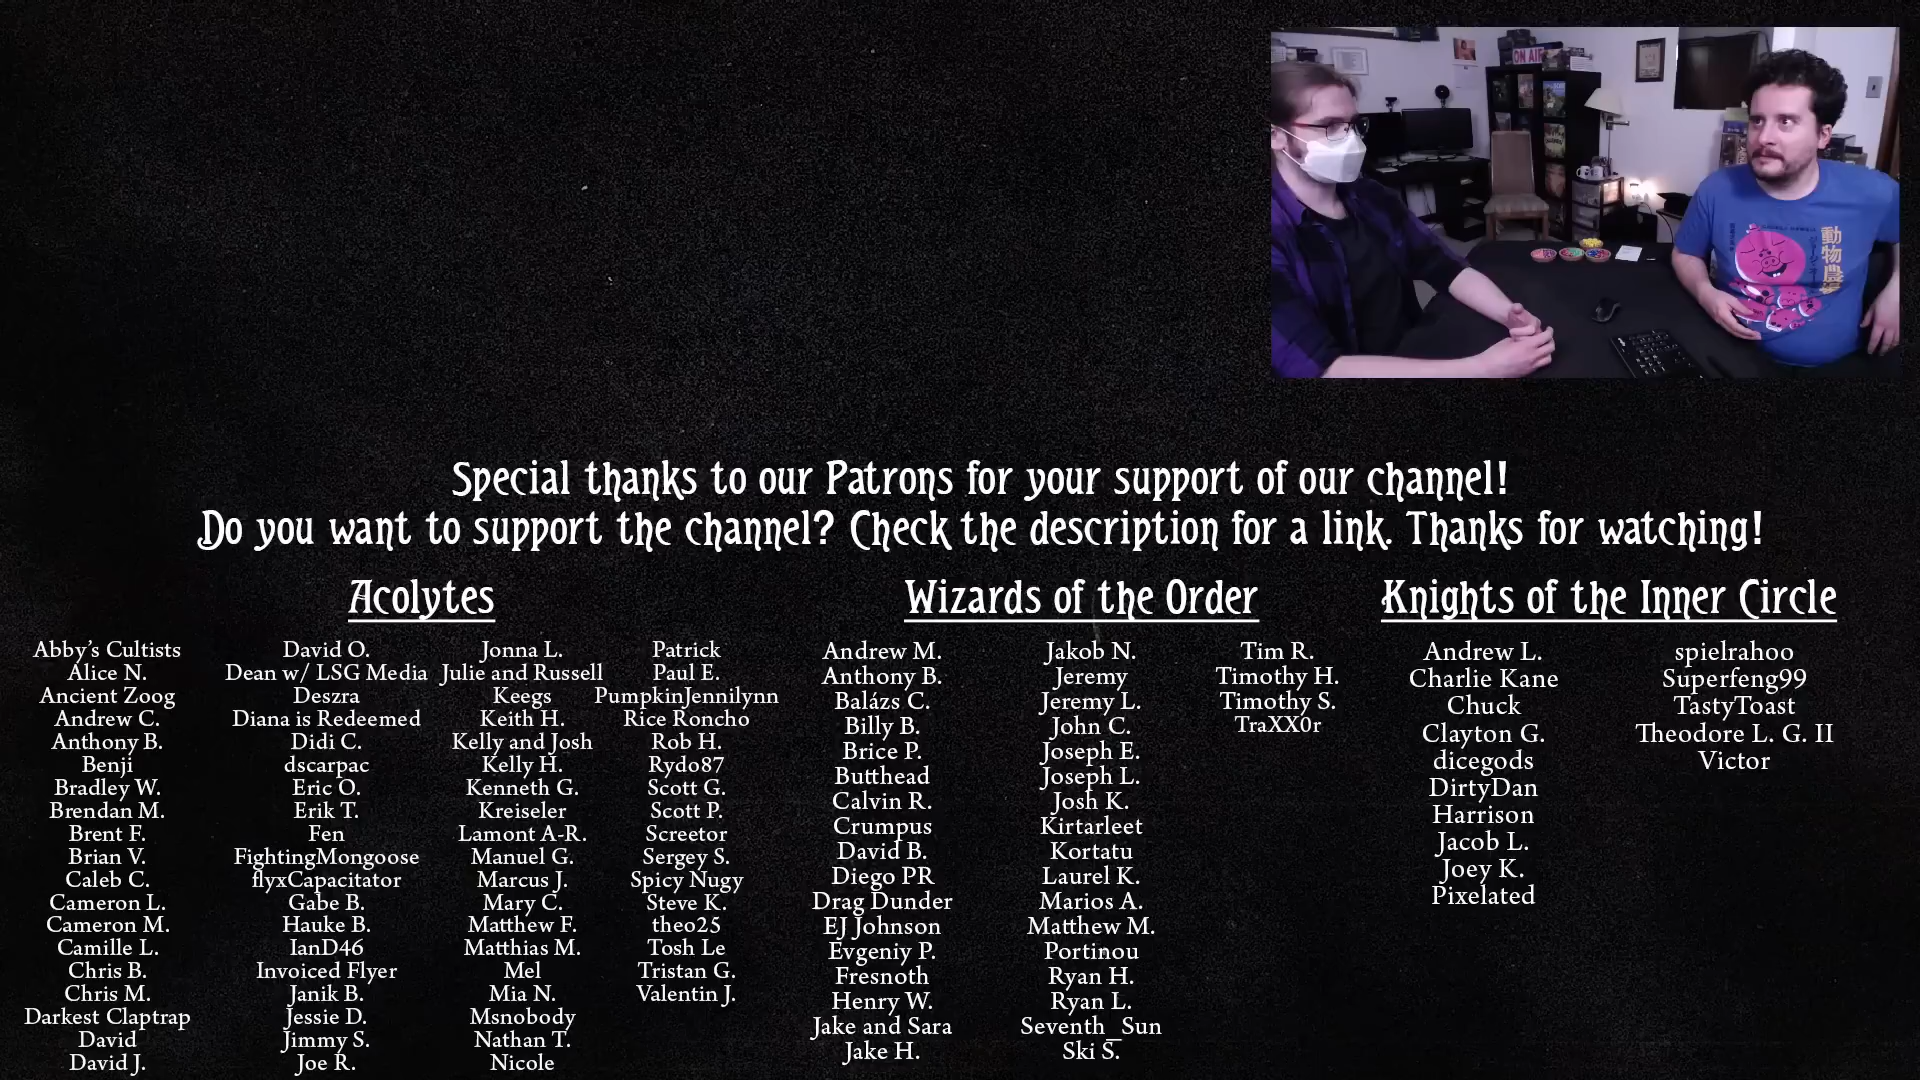 ON AIR
動物農場
Special thanks to our Patrons for your support of our channel!
Do you want to support the channel? Check the description for a link. Thanks for watching!
Acolytes
Abby's Cultists
Alice N.
Ancient Zoog
Andrew C.
Anthony B.
Benji
Bradley W.
Brendan M.
Brent F.
Brian V.
Caleb C.
Cameron L.
Cameron M.
Camille L.
Chris B.
Chris M.
Darkest Claptrap
David
David J.
David O.
Dean w/ LSG Media
Deszra
Diana is Redeemed
Didi C.
dscarpac
Eric O.
Erik T.
Fen
FightingMongoose
flyxCapacitator
Gabe B.
Hauke B.
IanD46
Invoiced Flyer
Janik B.
Jessie D.
Jimmy S.
Joe R.
Jonna L.
Julie and Russell
Keegs
Keith H.
Kelly and Josh
Kelly H.
Kenneth G.
Kreiseler
Lamont A-R.
Manuel G.
Marcus J.
Mary C.
Matthew F.
Matthias M.
Mel
Mia N.
Msnobody
Nathan T.
Nicole
Patrick
Paul E.
PumpkinJennilynn
Rice Roncho
Rob H.
Rydo87
Scott G.
Scott P.
Screetor
Sergey S.
Spicy Nugy
Steve K.
theo25
Tosh Le
Tristan G.
Valentin J.
Wizards of the Order
Andrew M.
Anthony B.
Balázs C.
Billy B.
Brice P.
Butthead
Calvin R.
Crumpus
David B.
Diego PR
Drag Dunder
EJ Johnson
Evgeniy P.
Fresnoth
Henry W.
Jake and Sara
Jake H.
Jakob N.
Jeremy
Jeremy L.
John C.
Joseph E.
Joseph L.
Josh K.
Kirtarleet
Kortatu
Laurel K.
Marios A.
Matthew M.
Portinou
Ryan H.
Ryan L.
Seventh_Sun
Ski S.
Tim R.
Timothy H.
Timothy S.
TraXX0r
Knights of the Inner Circle
Andrew L.
Charlie Kane
Chuck
Clayton G.
dicegods
DirtyDan
Harrison
Jacob L.
Joey K.
Pixelated
spielrahoo
Superfeng99
TastyToast
Theodore L. G. II
Victor